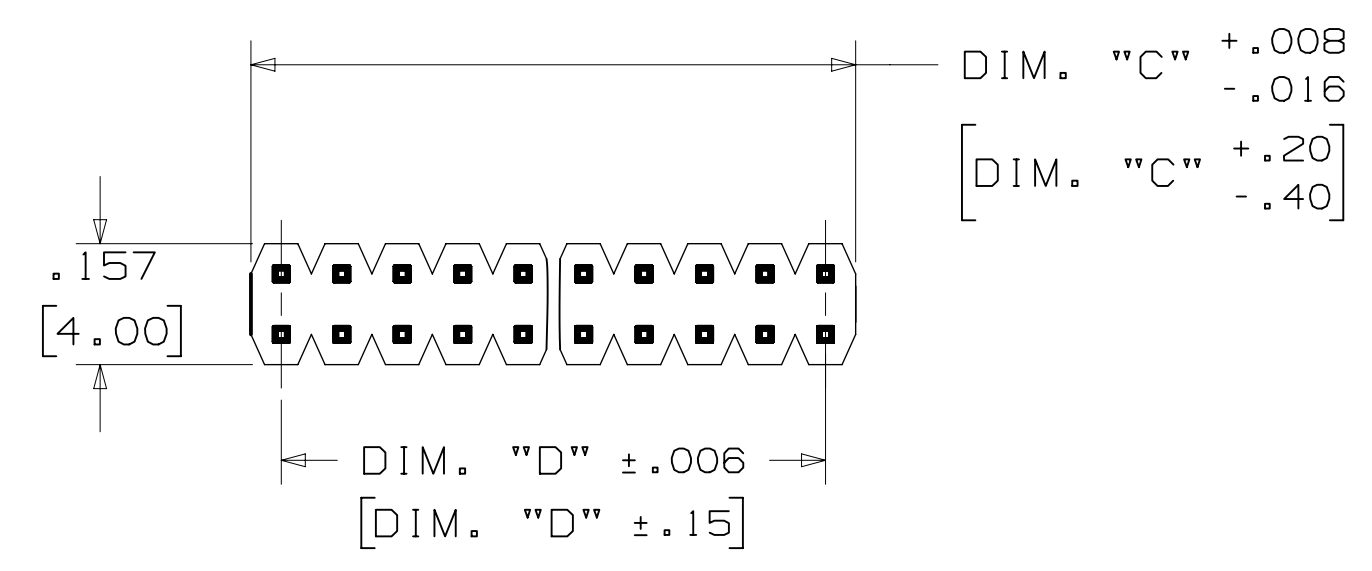 DIM. "C" +.008
-.016
[DIM. "C" +.20
-.40]
.157
[4.00]
DIM. "D" ±.006
[DIM. "D" ±.15]